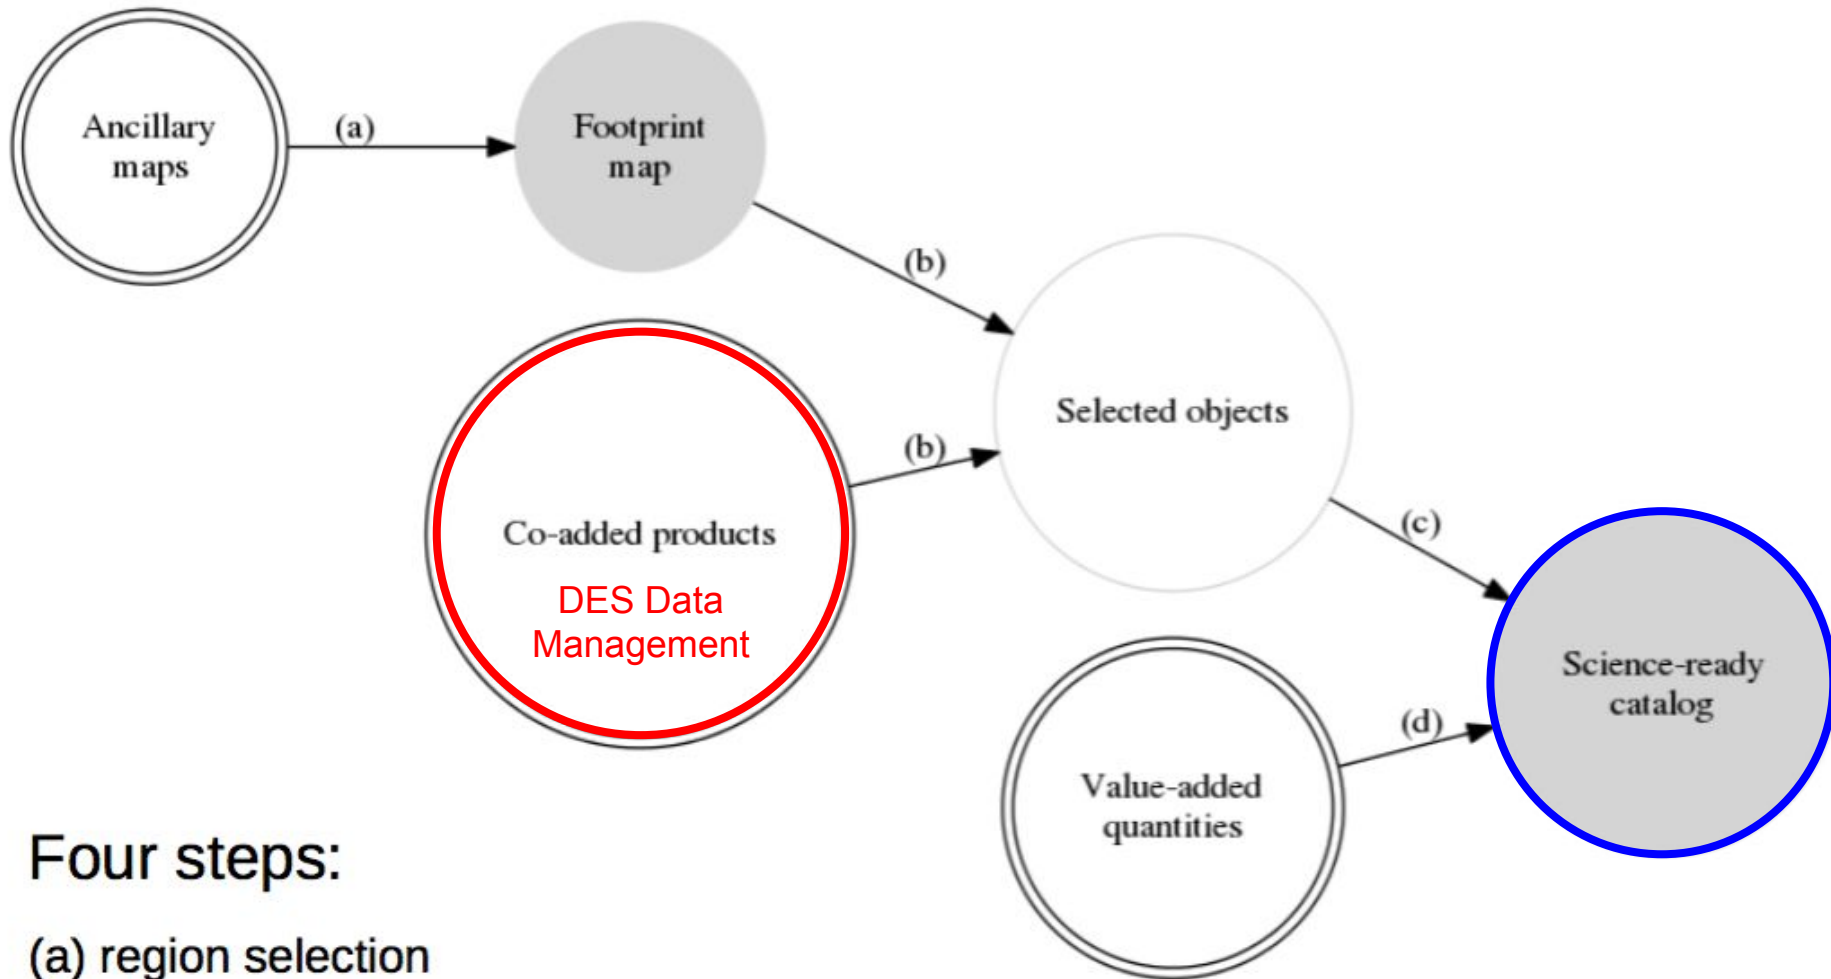 Ancillary
maps
(a)
Footprint
map
(b)
Selected objects
(b)
Co-added products
DES Data
Management
(c)
Science-ready
catalog
(d)
Value-added
quantities
Four steps:
(a) region selection